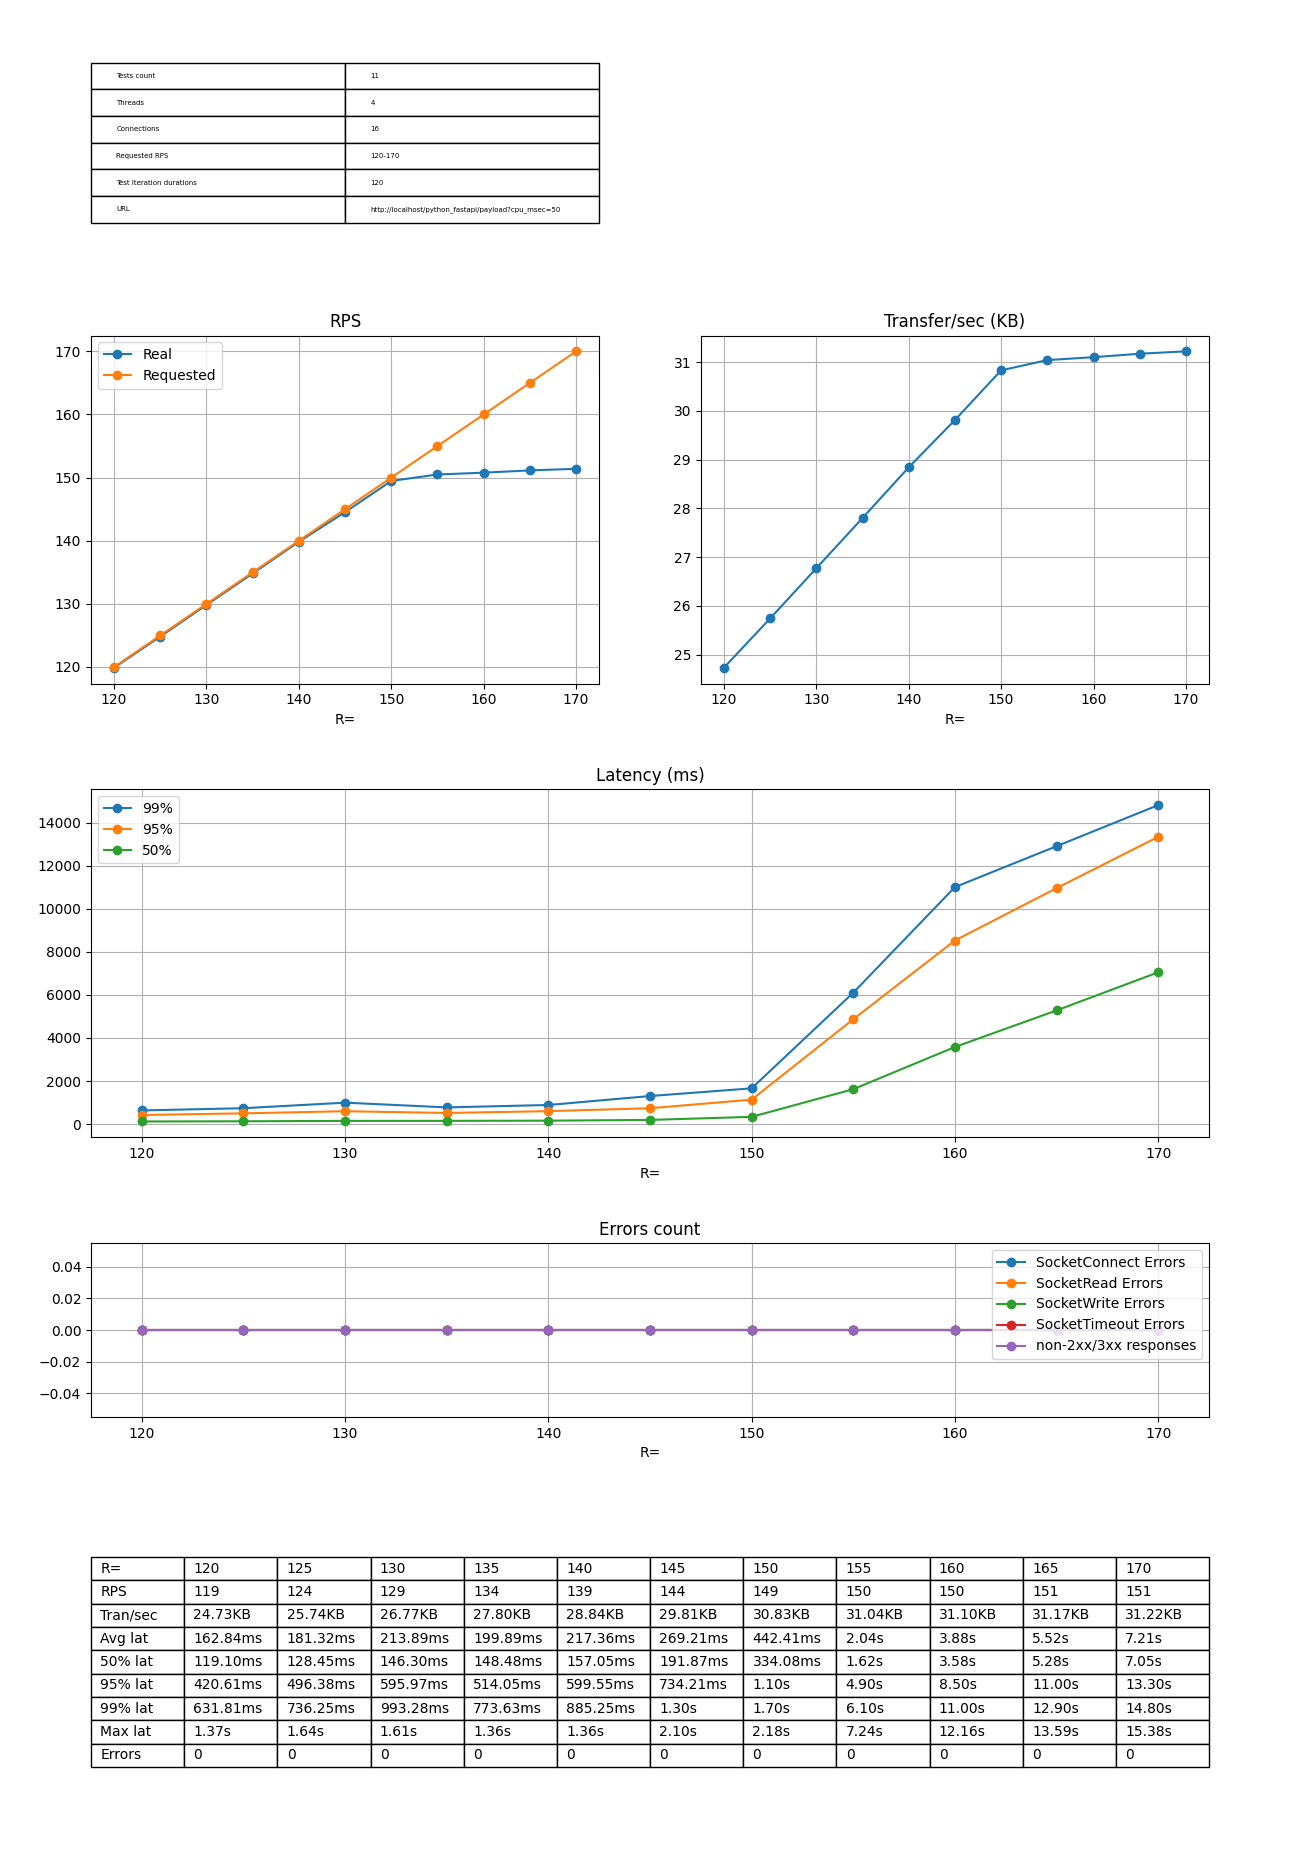 Tests count 11
Threads 4
Connections 16
Requested RPS 120-170
Test iteration durations 120
URL http://localhost/python_fastapi/payload?cpu_msec=50
RPS
Real
Requested
170
160
150
140
130
120
120 130 140 150 160 170
R=
Transfer/sec (KB)
31
30
29
28
27
26
25
120 130 140 150 160 170
R=
Latency (ms)
99%
95%
50%
14000
12000
10000
8000
6000
4000
2000
0
120 130 140 150 160 170
R=
Errors count
SocketConnect Errors
SocketRead Errors
SocketWrite Errors
SocketTimeout Errors
non-2xx/3xx responses
0.04
0.02
0.00
−0.02
−0.04
120 130 140 150 160 170
R=
R= 120 125 130 135 140 145 150 155 160 165 170
RPS 119 124 129 134 139 144 149 150 150 151 151
Tran/sec 24.73KB 25.74KB 26.77KB 27.80KB 28.84KB 29.81KB 30.83KB 31.04KB 31.10KB 31.17KB 31.22KB
Avg lat 162.84ms 181.32ms 213.89ms 199.89ms 217.36ms 269.21ms 442.41ms 2.04s 3.88s 5.52s 7.21s
50% lat 119.10ms 128.45ms 146.30ms 148.48ms 157.05ms 191.87ms 334.08ms 1.62s 3.58s 5.28s 7.05s
95% lat 420.61ms 496.38ms 595.97ms 514.05ms 599.55ms 734.21ms 1.10s 4.90s 8.50s 11.00s 13.30s
99% lat 631.81ms 736.25ms 993.28ms 773.63ms 885.25ms 1.30s 1.70s 6.10s 11.00s 12.90s 14.80s
Max lat 1.37s 1.64s 1.61s 1.36s 1.36s 2.10s 2.18s 7.24s 12.16s 13.59s 15.38s
Errors 0 0 0 0 0 0 0 0 0 0 0